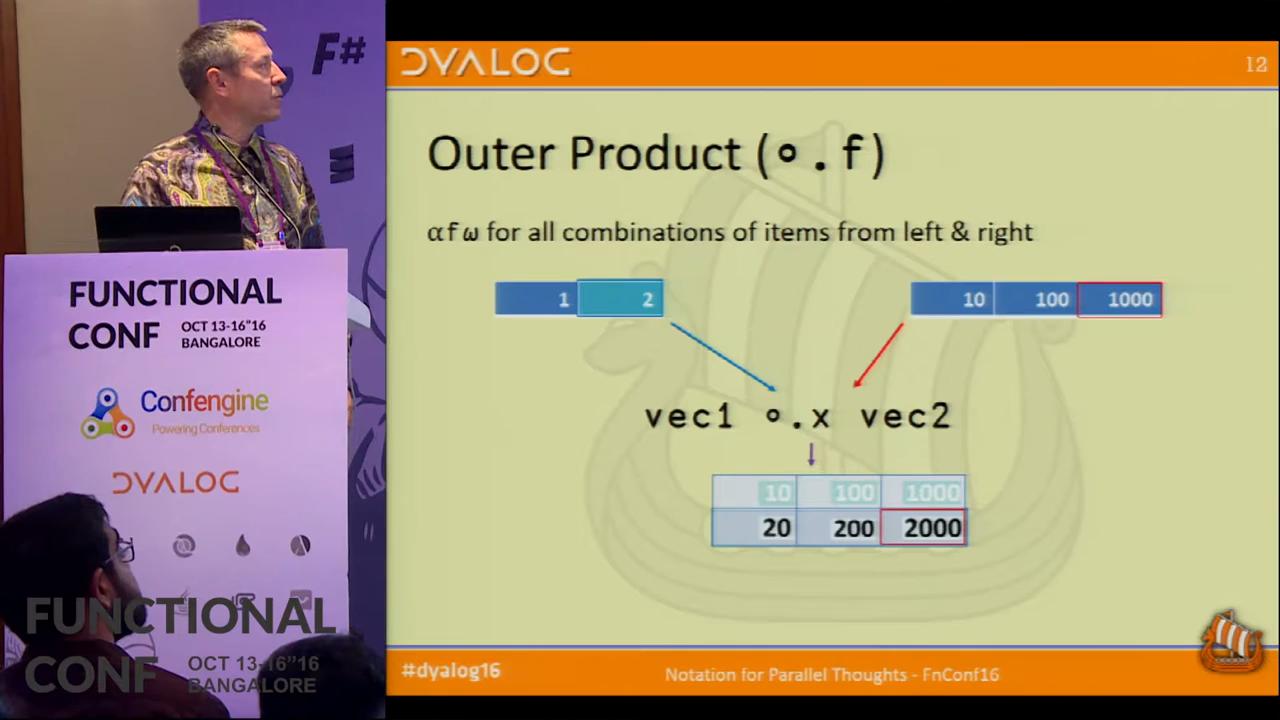 F#
DYALOG
12
Outer Product (∘.f)
⍺f⍵ for all combinations of items from left & right
1 2
10 100 1000
vec1 ∘.x vec2
10 100 1000
20 200 2000
#dyalog16
Notation for Parallel Thoughts - FnConf16
FUNCTIONAL
CONF
OCT 13-16"16
BANGALORE
Confengine
Powering Conferences
DYALOG
FUNCTIONAL
CONF
OCT 13-16"16
BANGALORE